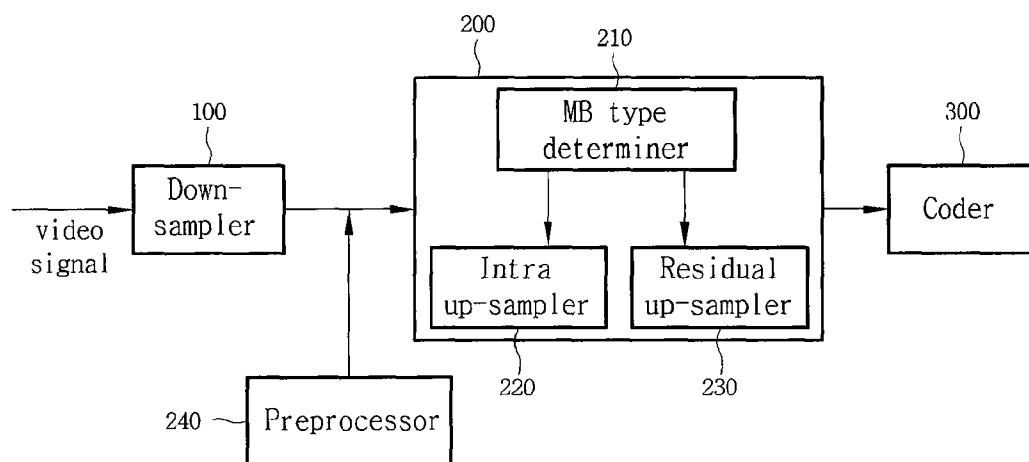 210
200
MB type
determiner
100
300
Down-
sampler
Coder
video
signal
Intra
up-sampler
Residual
up-sampler
220
230
240
Preprocessor